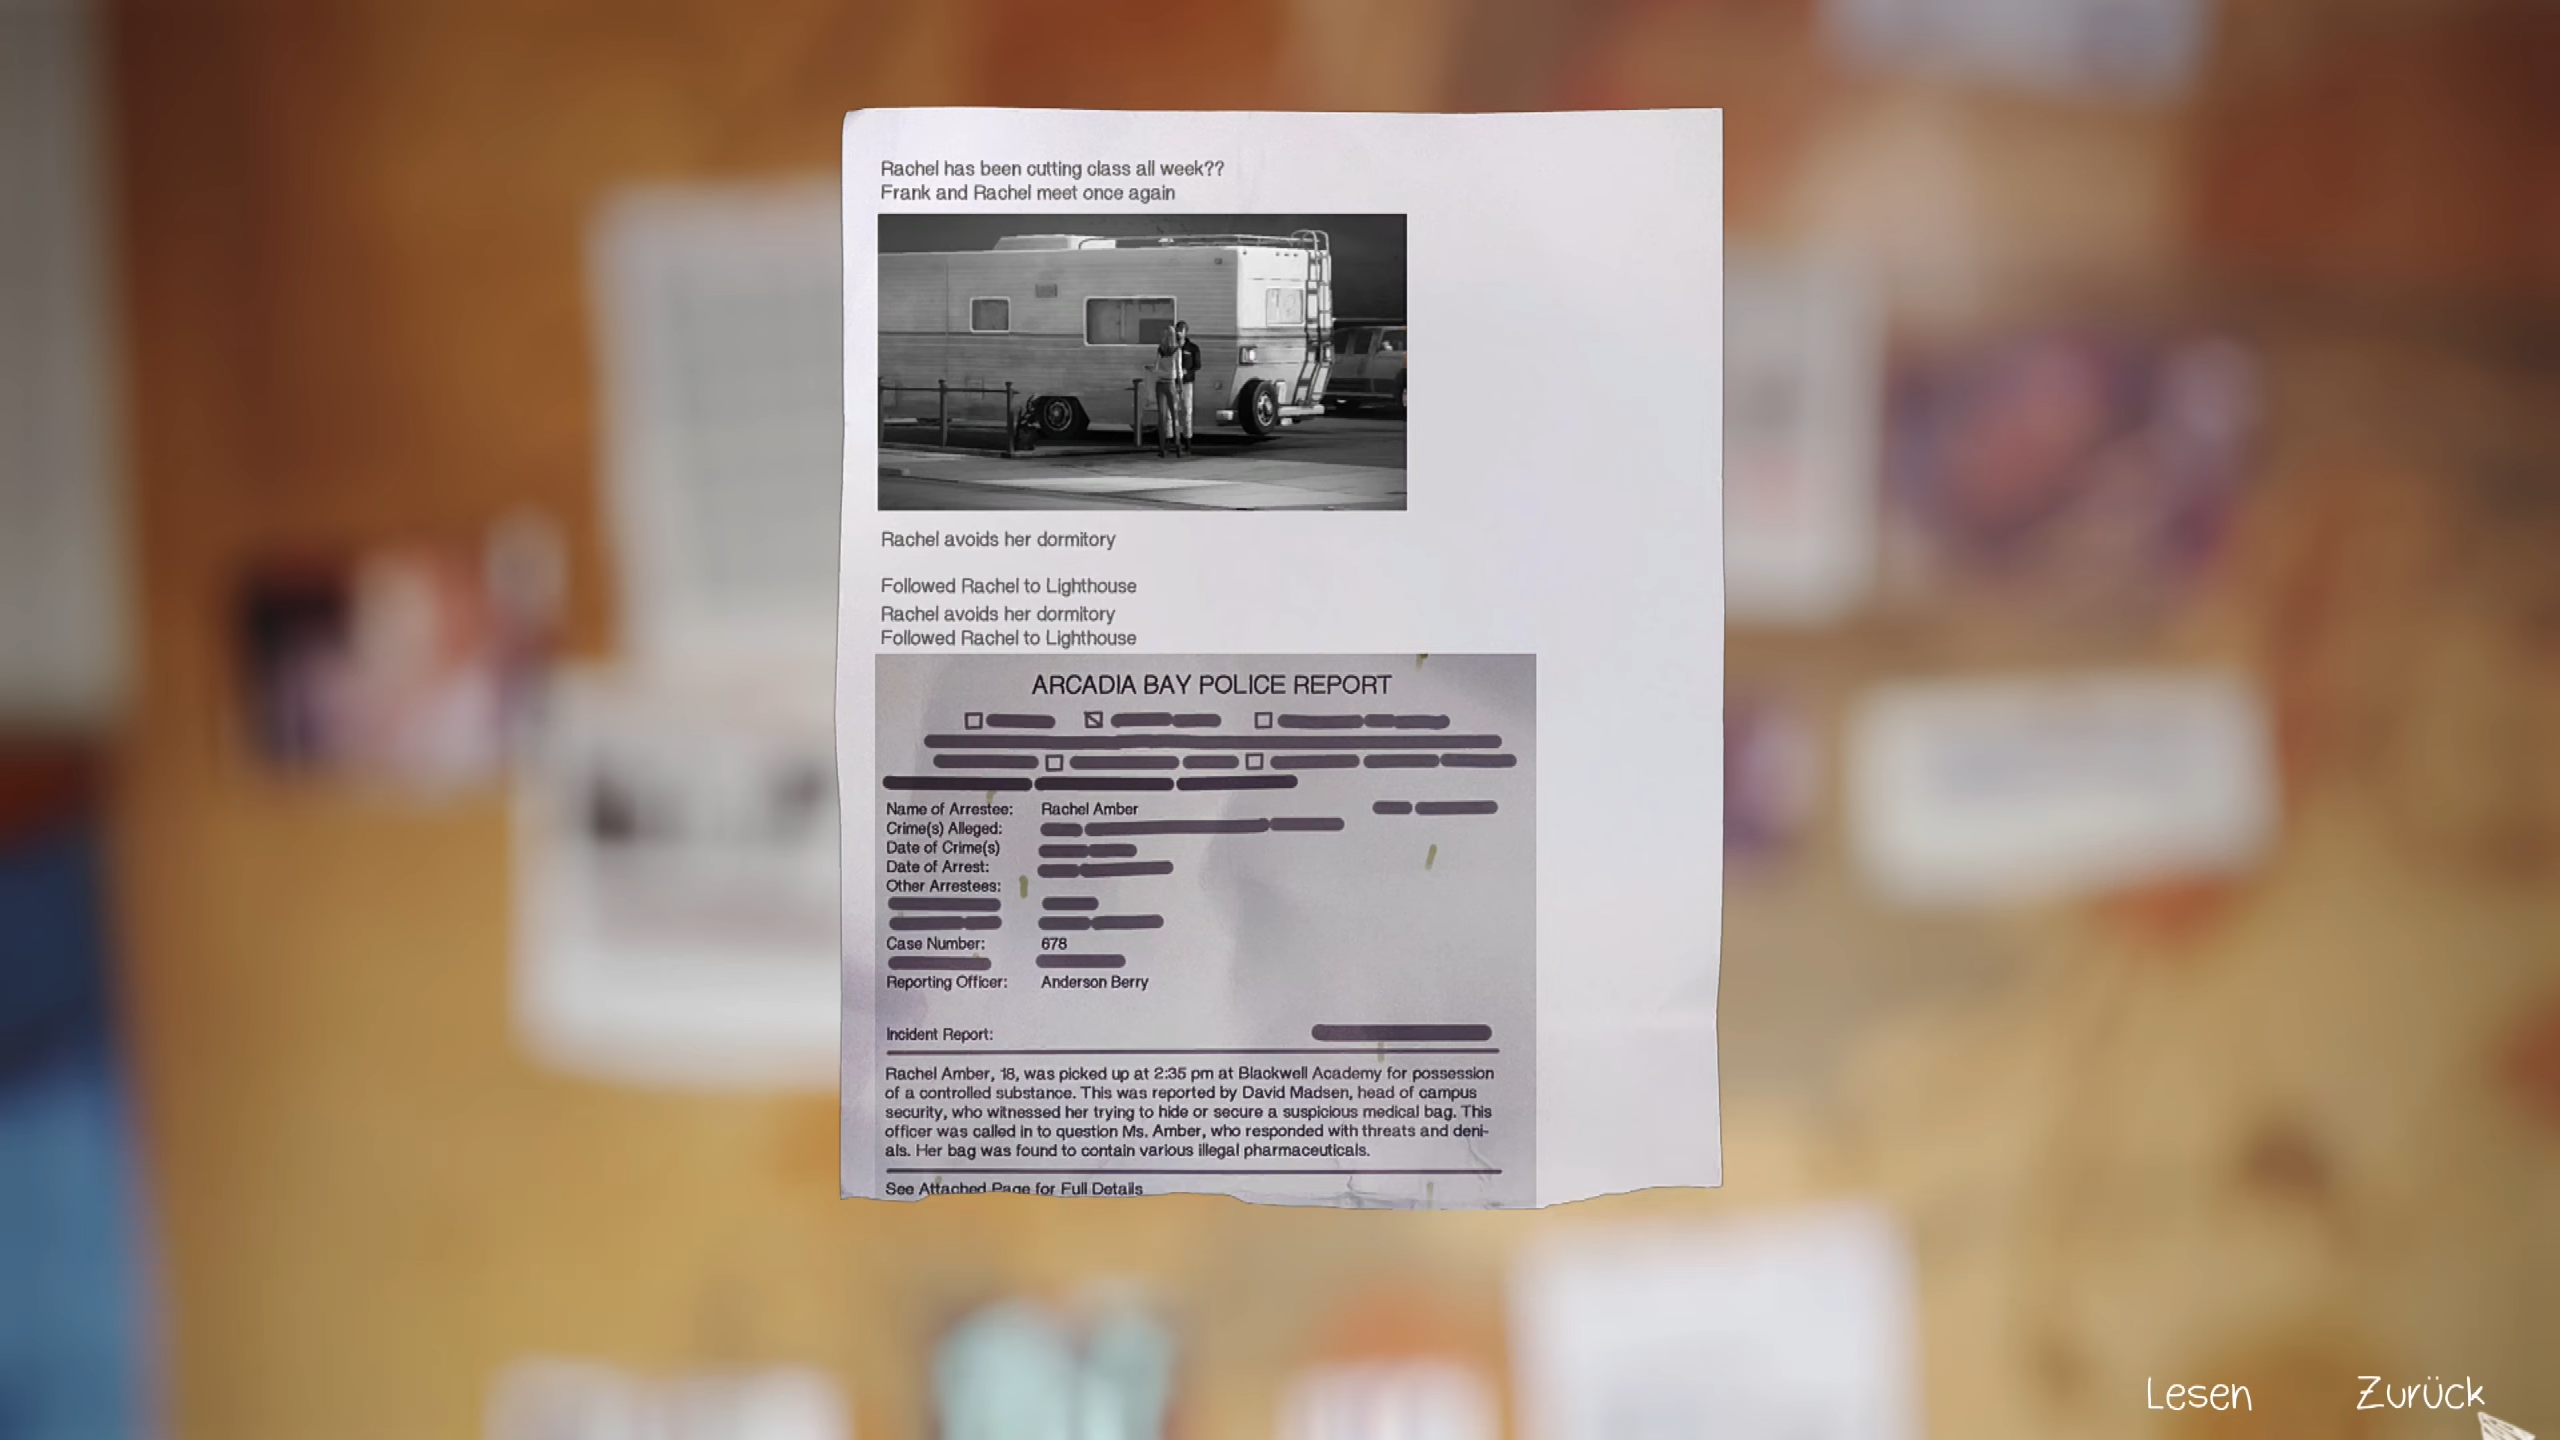 Rachel has been cutting class all week??
Frank and Rachel meet once again
Rachel avoids her dormitory
Followed Rachel to Lighthouse
Rachel avoids her dormitory
Followed Rachel to Lighthouse
ARCADIA BAY POLICE REPORT
Name of Arrestee: Rachel Amber
Crime(s) Alleged:
Date of Crime(s)
Date of Arrest:
Other Arrestees:
Case Number: 678
Reporting Officer: Anderson Berry
Incident Report:
Rachel Amber, 18, was picked up at 2:35 pm at Blackwell Academy for possession
of a controlled substance. This was reported by David Madsen, head of campus
security, who witnessed her trying to hide or secure a suspicious medical bag. This
officer was called in to question Ms. Amber, who responded with threats and deni-
als. Her bag was found to contain various illegal pharmaceuticals.
See Attached Page for Full Details
Lesen Zurück